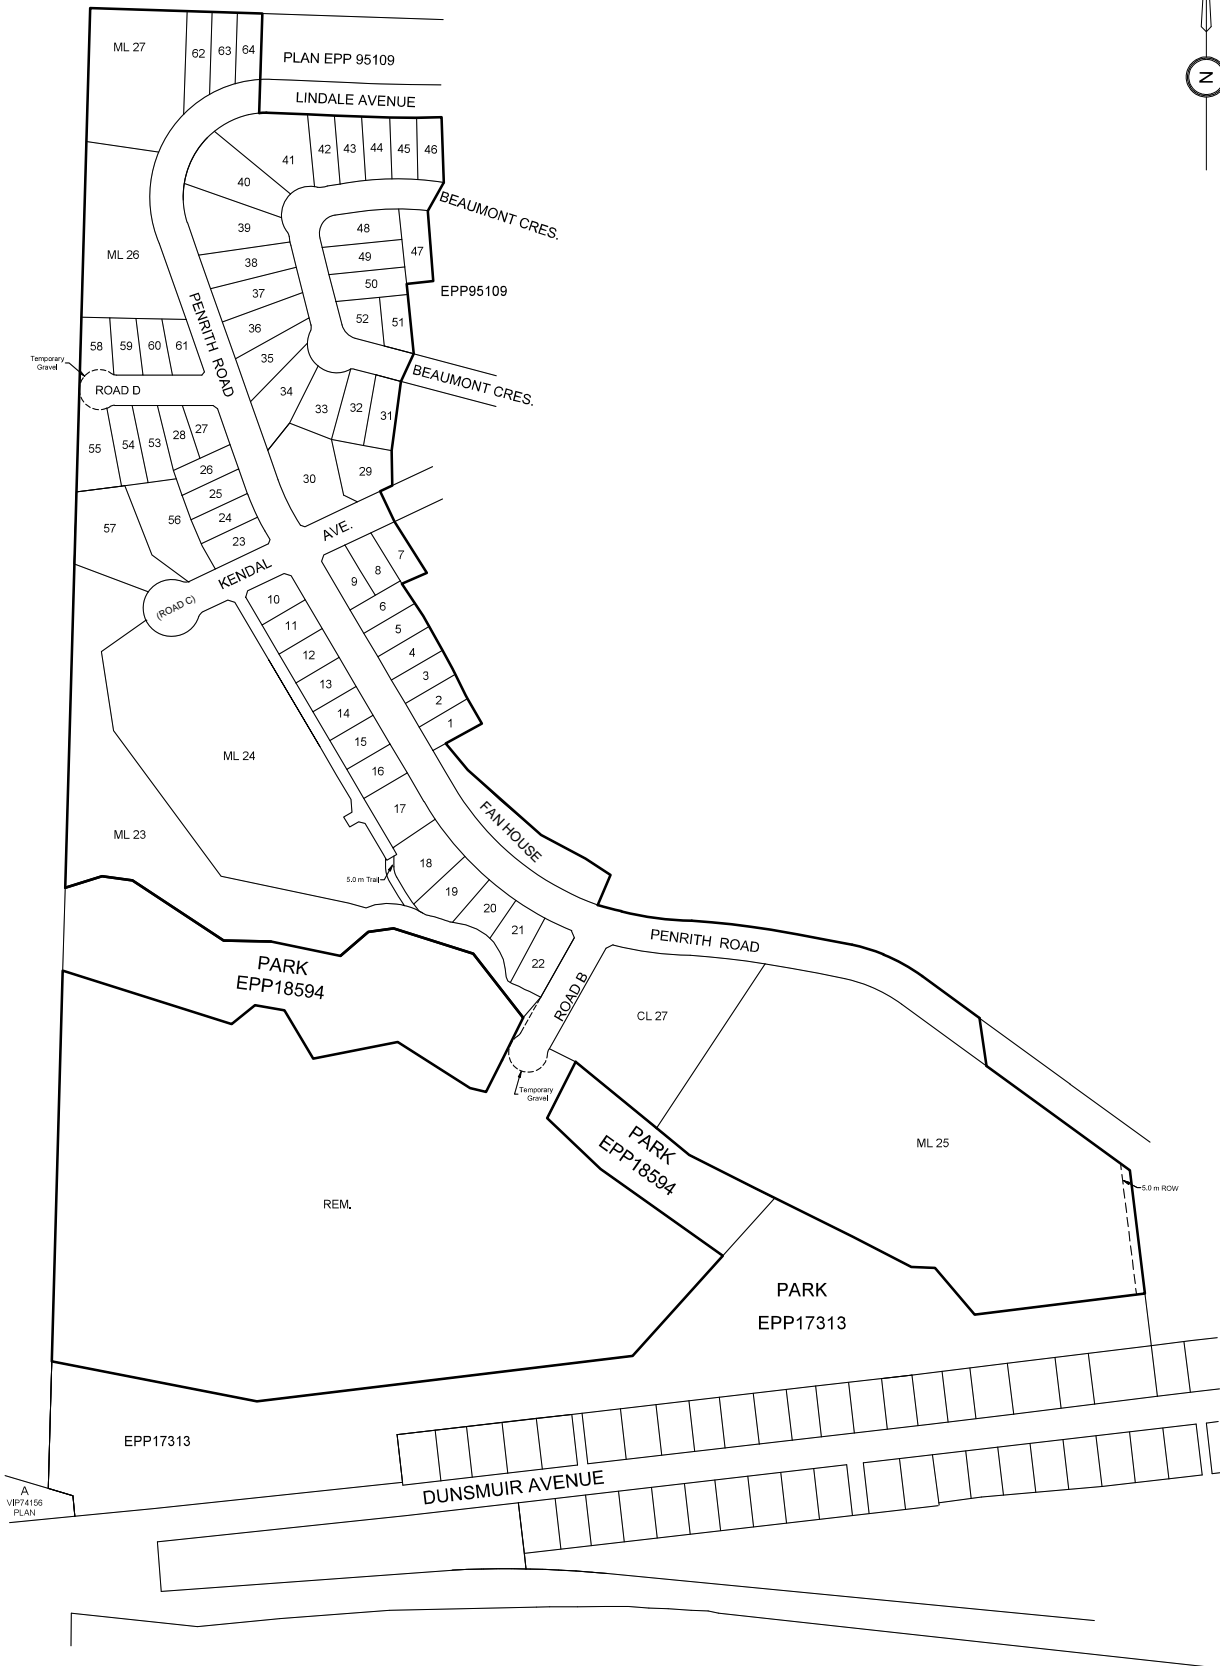 ML 27
62
63
64
PLAN EPP 95109
N
LINDALE AVENUE
41
42
43
44
45
46
40
BEAUMONT CRES.
39
48
47
ML 26
38
49
37
50
EPP95109
PENRITH ROAD
36
52
51
58
59
60
61
35
Temporary
Gravel
ROAD D
34
BEAUMONT CRES.
33
32
31
55
54
53
28
27
26
30
29
25
57
56
24
23
AVE.
KENDAL
7
8
9
(ROAD C)
10
6
11
5
12
4
13
3
14
2
15
1
ML 24
16
17
FAN HOUSE
ML 23
18
5.0 m Trail
19
20
21
22
PENRITH ROAD
PARK
EPP18594
ROAD B
CL 27
Temporary
Gravel
PARK
EPP18594
ML 25
5.0 m ROW
REM.
PARK
EPP17313
EPP17313
DUNSMUIR AVENUE
A
VIP74156
PLAN